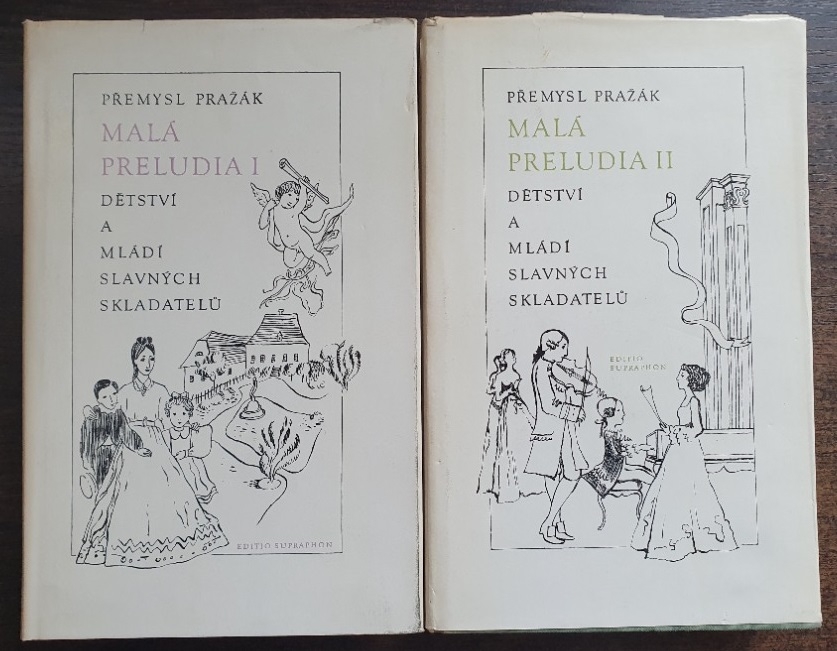 PŘEMYSL PRAŽÁK
MALÁ
PRELUDIA I
DĚTSTVÍ
A
MLÁDÍ
SLAVNÝCH
SKLADATELŮ
EDITIO SUPRAPHON
PŘEMYSL PRAŽÁK
MALÁ
PRELUDIA II
DĚTSTVÍ
A
MLÁDÍ
SLAVNÝCH
SKLADATELŮ
EDITIO
SUPRAPHON